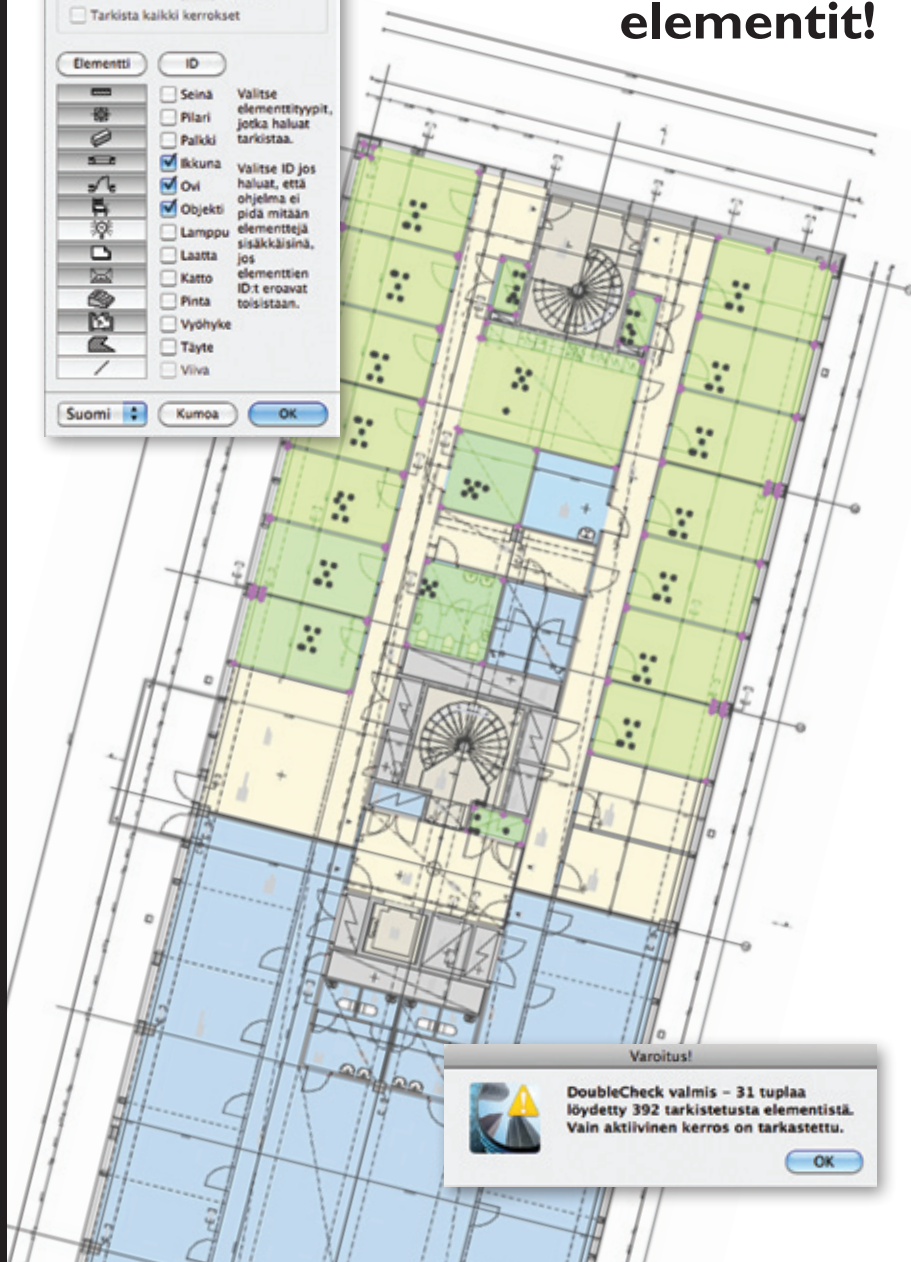 elementit!
Tarkista kaikki kerrokset
Elementti
ID
Seinä
Pilari
Palkki
Ikkuna
Ovi
Objekti
Lamppu
Laatta
Katto
Pinta
Vyöhyke
Täyte
Viiva
Valitse
elementtityypit,
jotka haluat
tarkistaa.
Valitse ID jos
haluat, että
ohjelma ei
pidä mitään
elementtejä
sisäkkäisinä,
jos
elementtien
ID:t eroavat
toisistaan.
Suomi
Kumoa
OK
Varoitus!
DoubleCheck valmis – 31 tuplaa
löydetty 392 tarkistetusta elementistä.
Vain aktiivinen kerros on tarkastettu.
OK